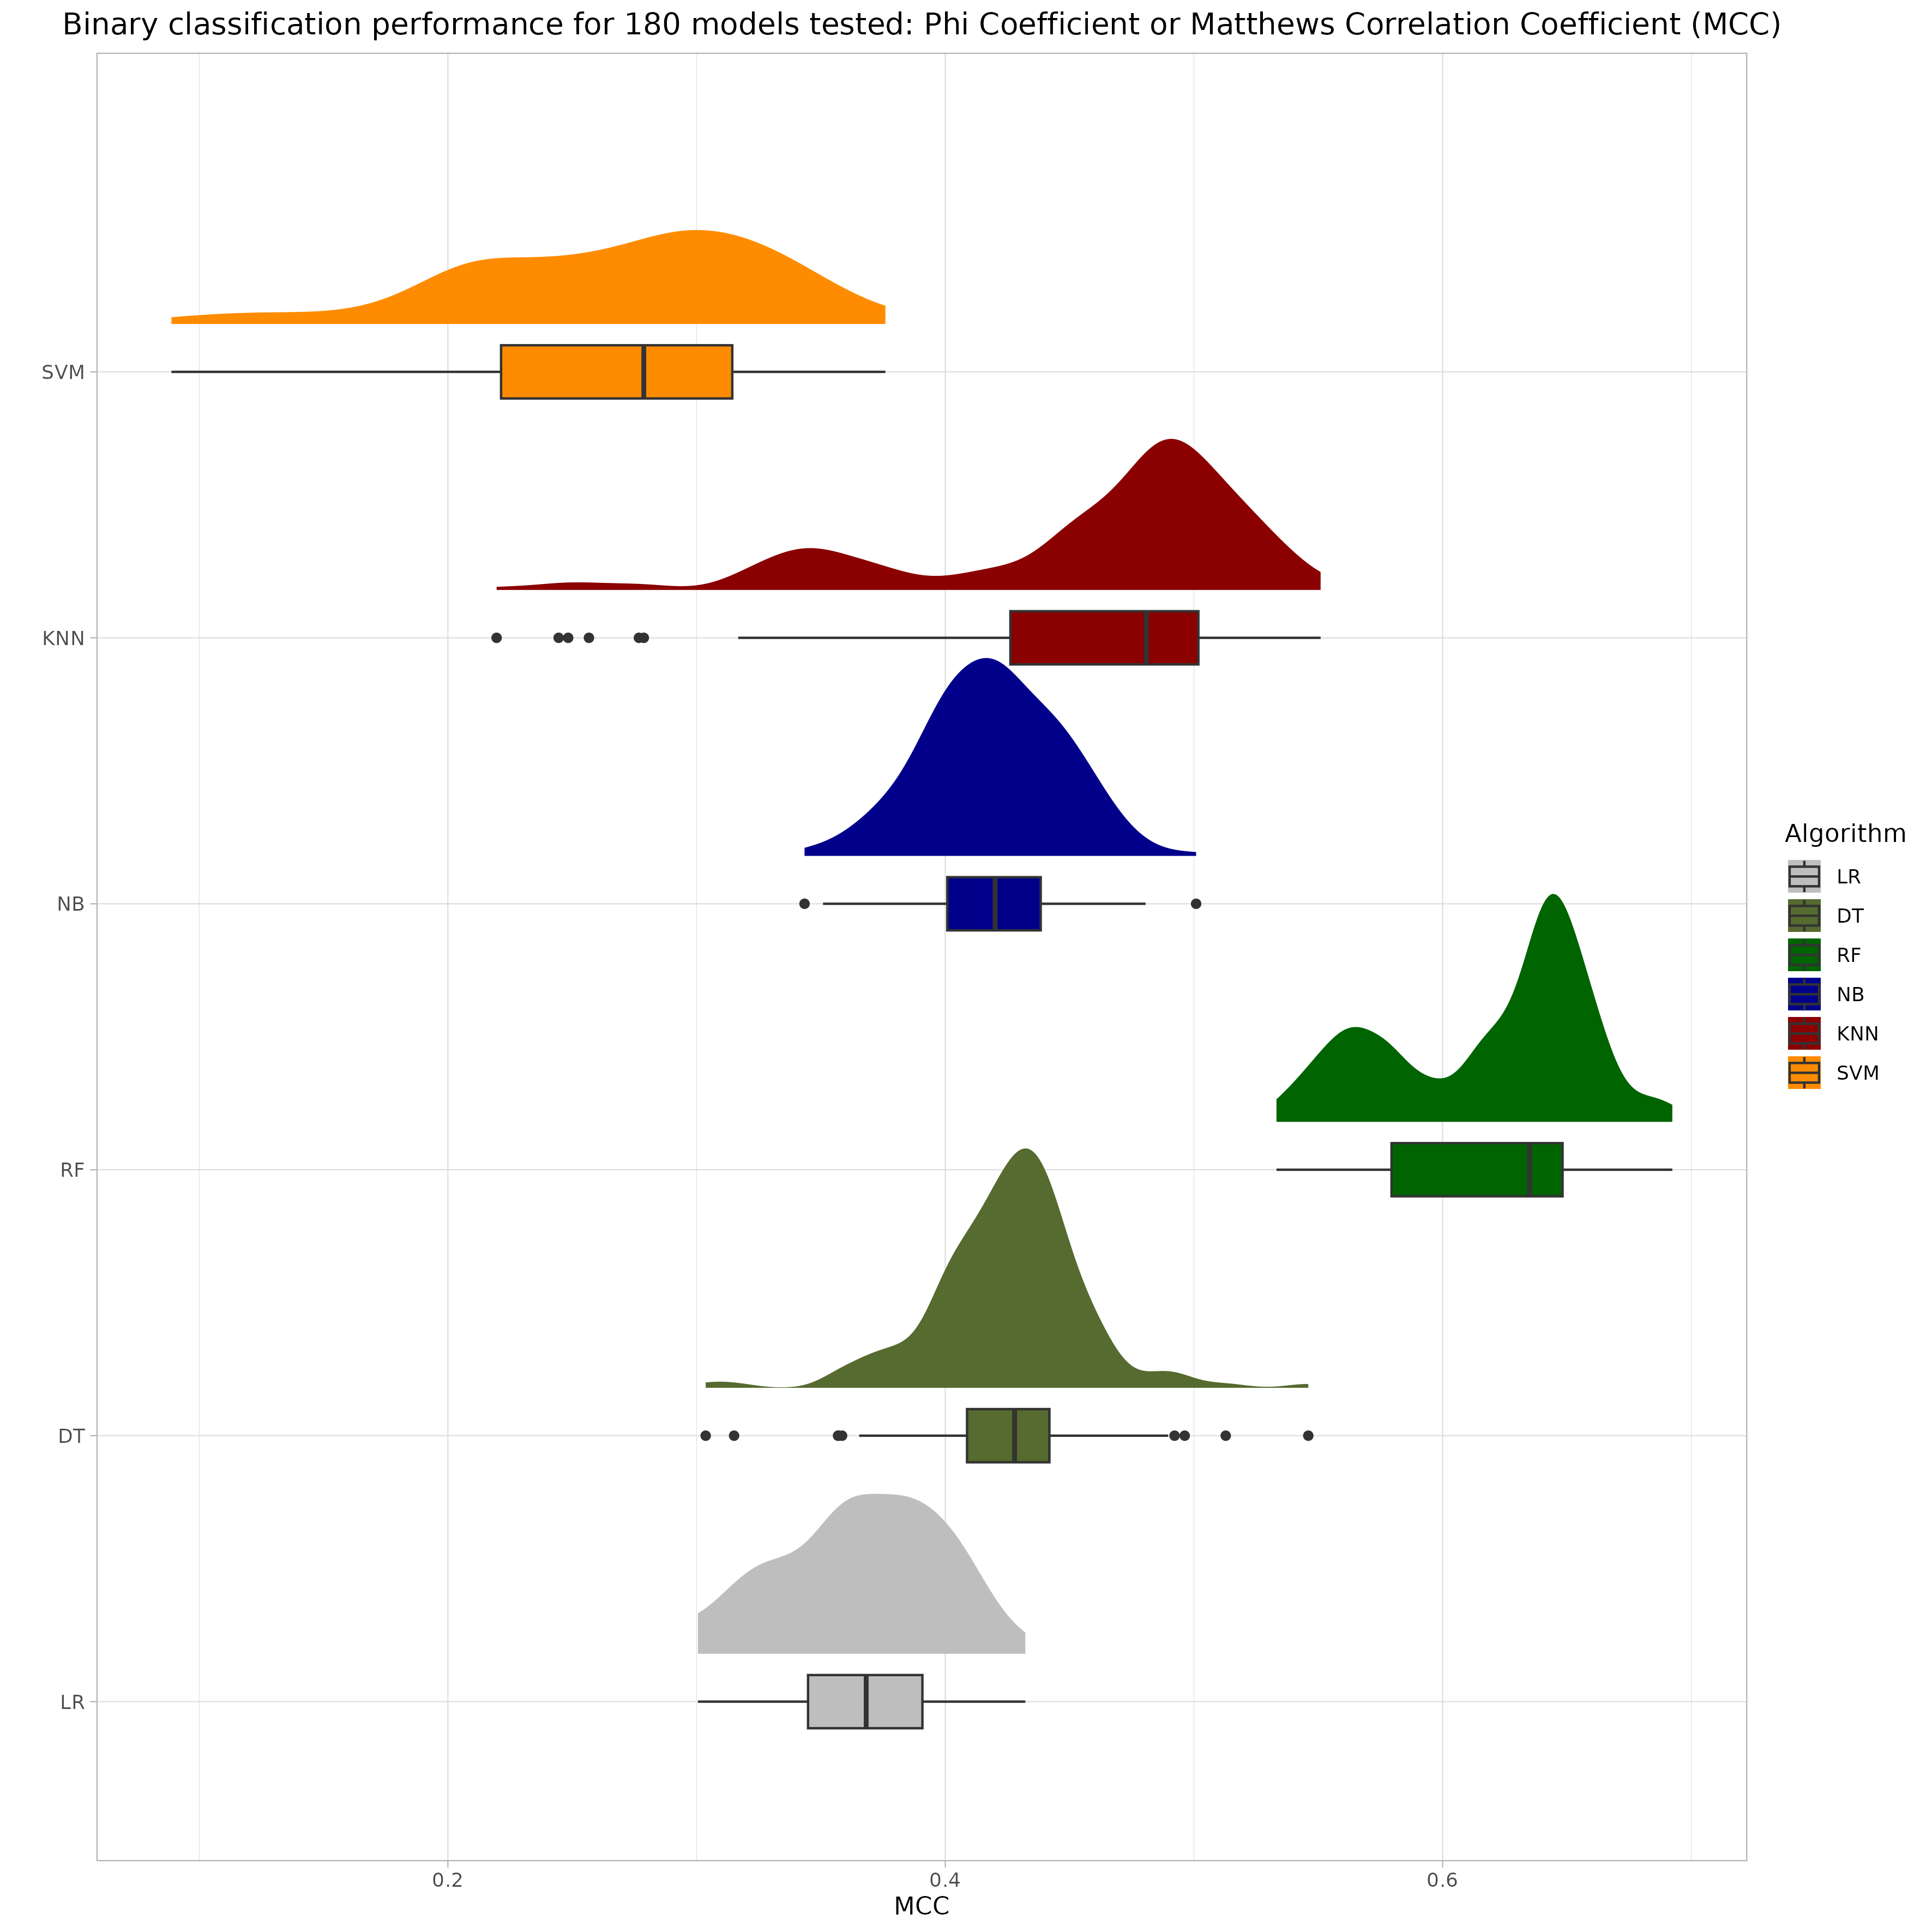 Binary classification performance for 180 models tested: Phi Coefficient or Matthews Correlation Coefficient (MCC)
SVM
KNN
NB
RF
DT
LR
0.2
0.4
0.6
MCC
Algorithm
LR
DT
RF
NB
KNN
SVM